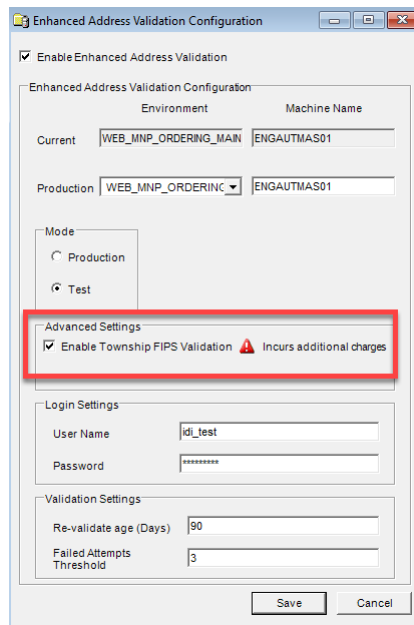 Enhanced Address Validation Configuration
Enable Enhanced Address Validation
Enhanced Address Validation Configuration
Environment Machine Name
Current WEB_MNP_ORDERING_MAIN ENGAUTMAS01
Production WEB_MNP_ORDERING ENGAUTMAS01
Mode
Production
Test
Advanced Settings
Enable Township FIPS Validation Incurs additional charges
Login Settings
User Name idi_test
Password *********
Validation Settings
Re-validate age (Days) 90
Failed Attempts
Threshold 3
Save Cancel